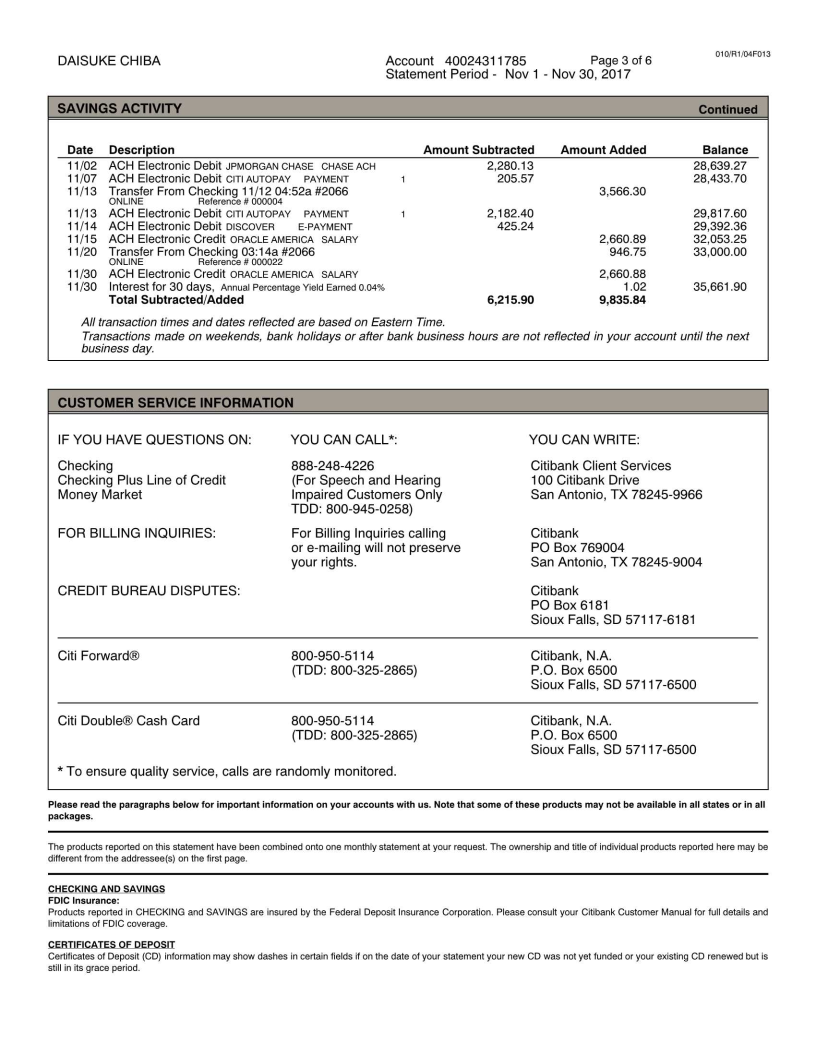 010/R1/04F013
DAISUKE CHIBA Account 40024311785 Page 3 of 6
Statement Period - Nov 1 - Nov 30, 2017
SAVINGS ACTIVITY Continued
Date Description Amount Subtracted Amount Added Balance
11/02 ACH Electronic Debit JPMORGAN CHASE CHASE ACH 2,280.13 28,639.27
11/07 ACH Electronic Debit CITI AUTOPAY PAYMENT 1 205.57 28,433.70
11/13 Transfer From Checking 11/12 04:52a #2066 3,566.30
ONLINE Reference # 000004
11/13 ACH Electronic Debit CITI AUTOPAY PAYMENT 1 2,182.40 29,817.60
11/14 ACH Electronic Debit DISCOVER E-PAYMENT 425.24 29,392.36
11/15 ACH Electronic Credit ORACLE AMERICA SALARY 2,660.89 32,053.25
11/20 Transfer From Checking 03:14a #2066 946.75 33,000.00
ONLINE Reference # 000022
11/30 ACH Electronic Credit ORACLE AMERICA SALARY 2,660.88
11/30 Interest for 30 days, Annual Percentage Yield Earned 0.04% 1.02 35,661.90
Total Subtracted/Added 6,215.90 9,835.84
All transaction times and dates reflected are based on Eastern Time.
Transactions made on weekends, bank holidays or after bank business hours are not reflected in your account until the next
business day.
CUSTOMER SERVICE INFORMATION
IF YOU HAVE QUESTIONS ON: YOU CAN CALL*: YOU CAN WRITE:
Checking 888-248-4226 Citibank Client Services
Checking Plus Line of Credit (For Speech and Hearing 100 Citibank Drive
Money Market Impaired Customers Only San Antonio, TX 78245-9966
TDD: 800-945-0258)
FOR BILLING INQUIRIES: For Billing Inquiries calling Citibank
or e-mailing will not preserve PO Box 769004
your rights. San Antonio, TX 78245-9004
CREDIT BUREAU DISPUTES: Citibank
PO Box 6181
Sioux Falls, SD 57117-6181
Citi Forward® 800-950-5114 Citibank, N.A.
(TDD: 800-325-2865) P.O. Box 6500
Sioux Falls, SD 57117-6500
Citi Double® Cash Card 800-950-5114 Citibank, N.A.
(TDD: 800-325-2865) P.O. Box 6500
Sioux Falls, SD 57117-6500
* To ensure quality service, calls are randomly monitored.
Please read the paragraphs below for important information on your accounts with us. Note that some of these products may not be available in all states or in all
packages.
The products reported on this statement have been combined onto one monthly statement at your request. The ownership and title of individual products reported here may be
different from the addressee(s) on the first page.
CHECKING AND SAVINGS
FDIC Insurance:
Products reported in CHECKING and SAVINGS are insured by the Federal Deposit Insurance Corporation. Please consult your Citibank Customer Manual for full details and
limitations of FDIC coverage.
CERTIFICATES OF DEPOSIT
Certificates of Deposit (CD) information may show dashes in certain fields if on the date of your statement your new CD was not yet funded or your existing CD renewed but is
still in its grace period.